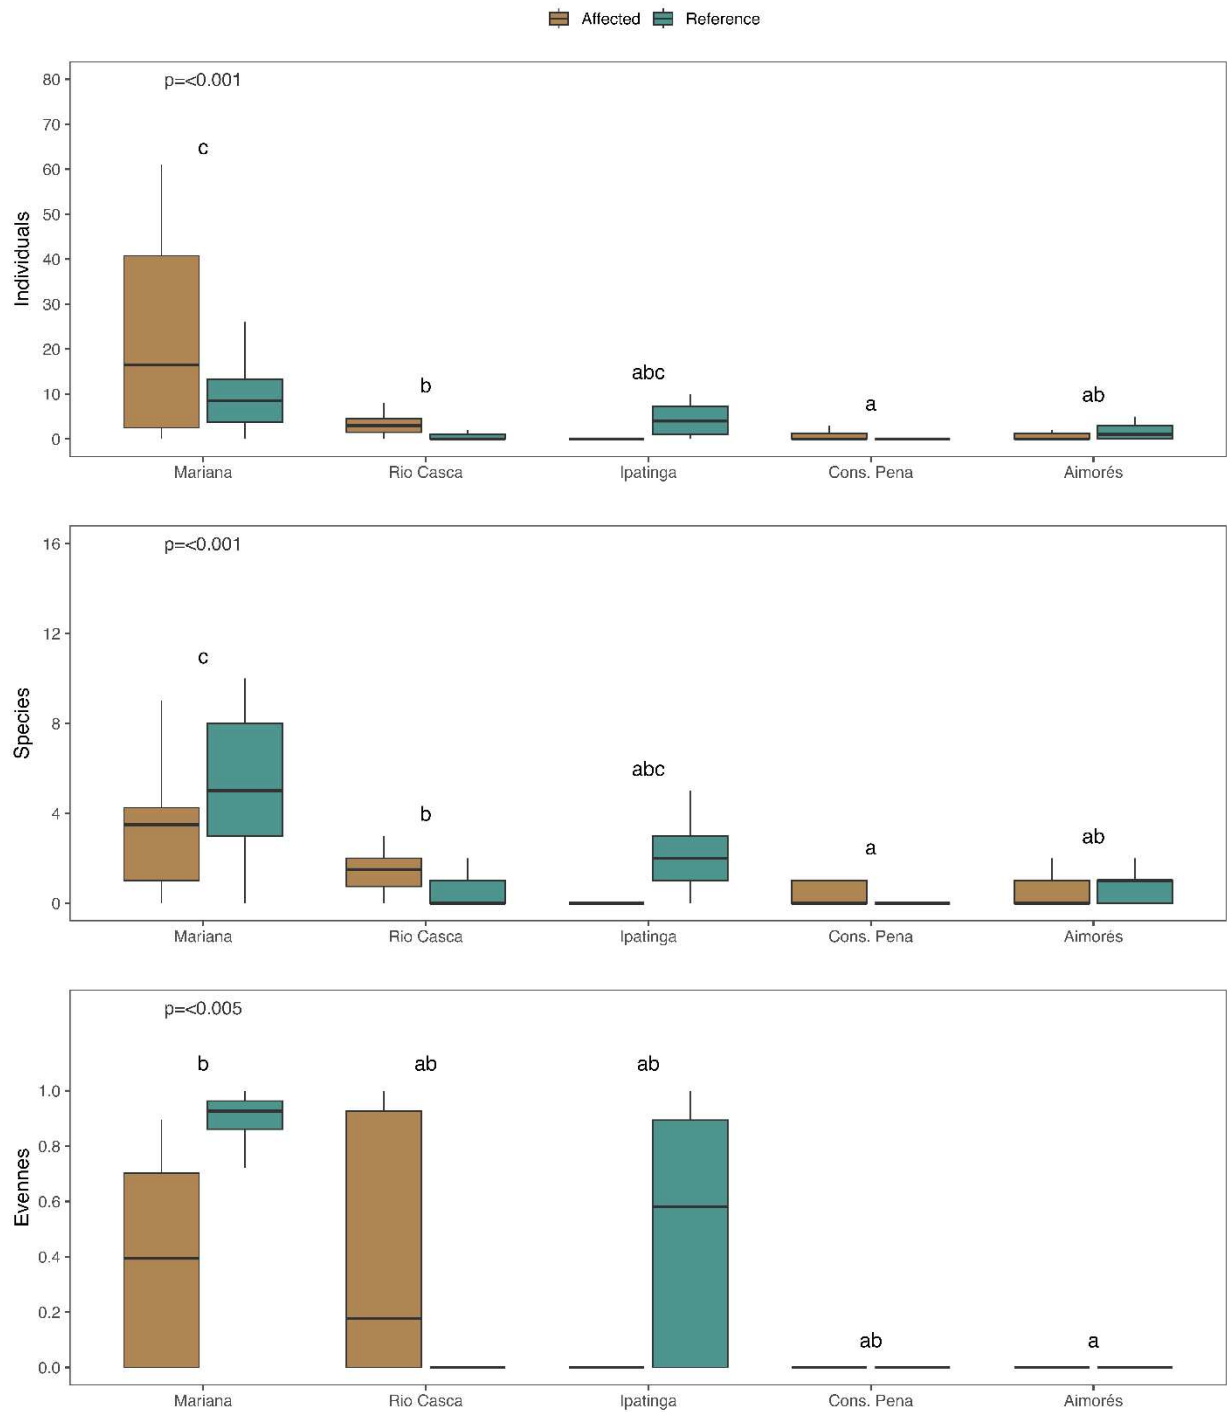 Affected Reference
p=<0.001
80
70
60
50
40
30
20
10
0
Individuals
c
b
abc
a
ab
Mariana Rio Casca Ipatinga Cons. Pena Aimorés
p=<0.001
16
12
8
4
0
Species
c
b
abc
a
ab
Mariana Rio Casca Ipatinga Cons. Pena Aimorés
p=<0.005
1.0
0.8
0.6
0.4
0.2
0.0
Evennes
b ab ab
ab a
Mariana Rio Casca Ipatinga Cons. Pena Aimorés